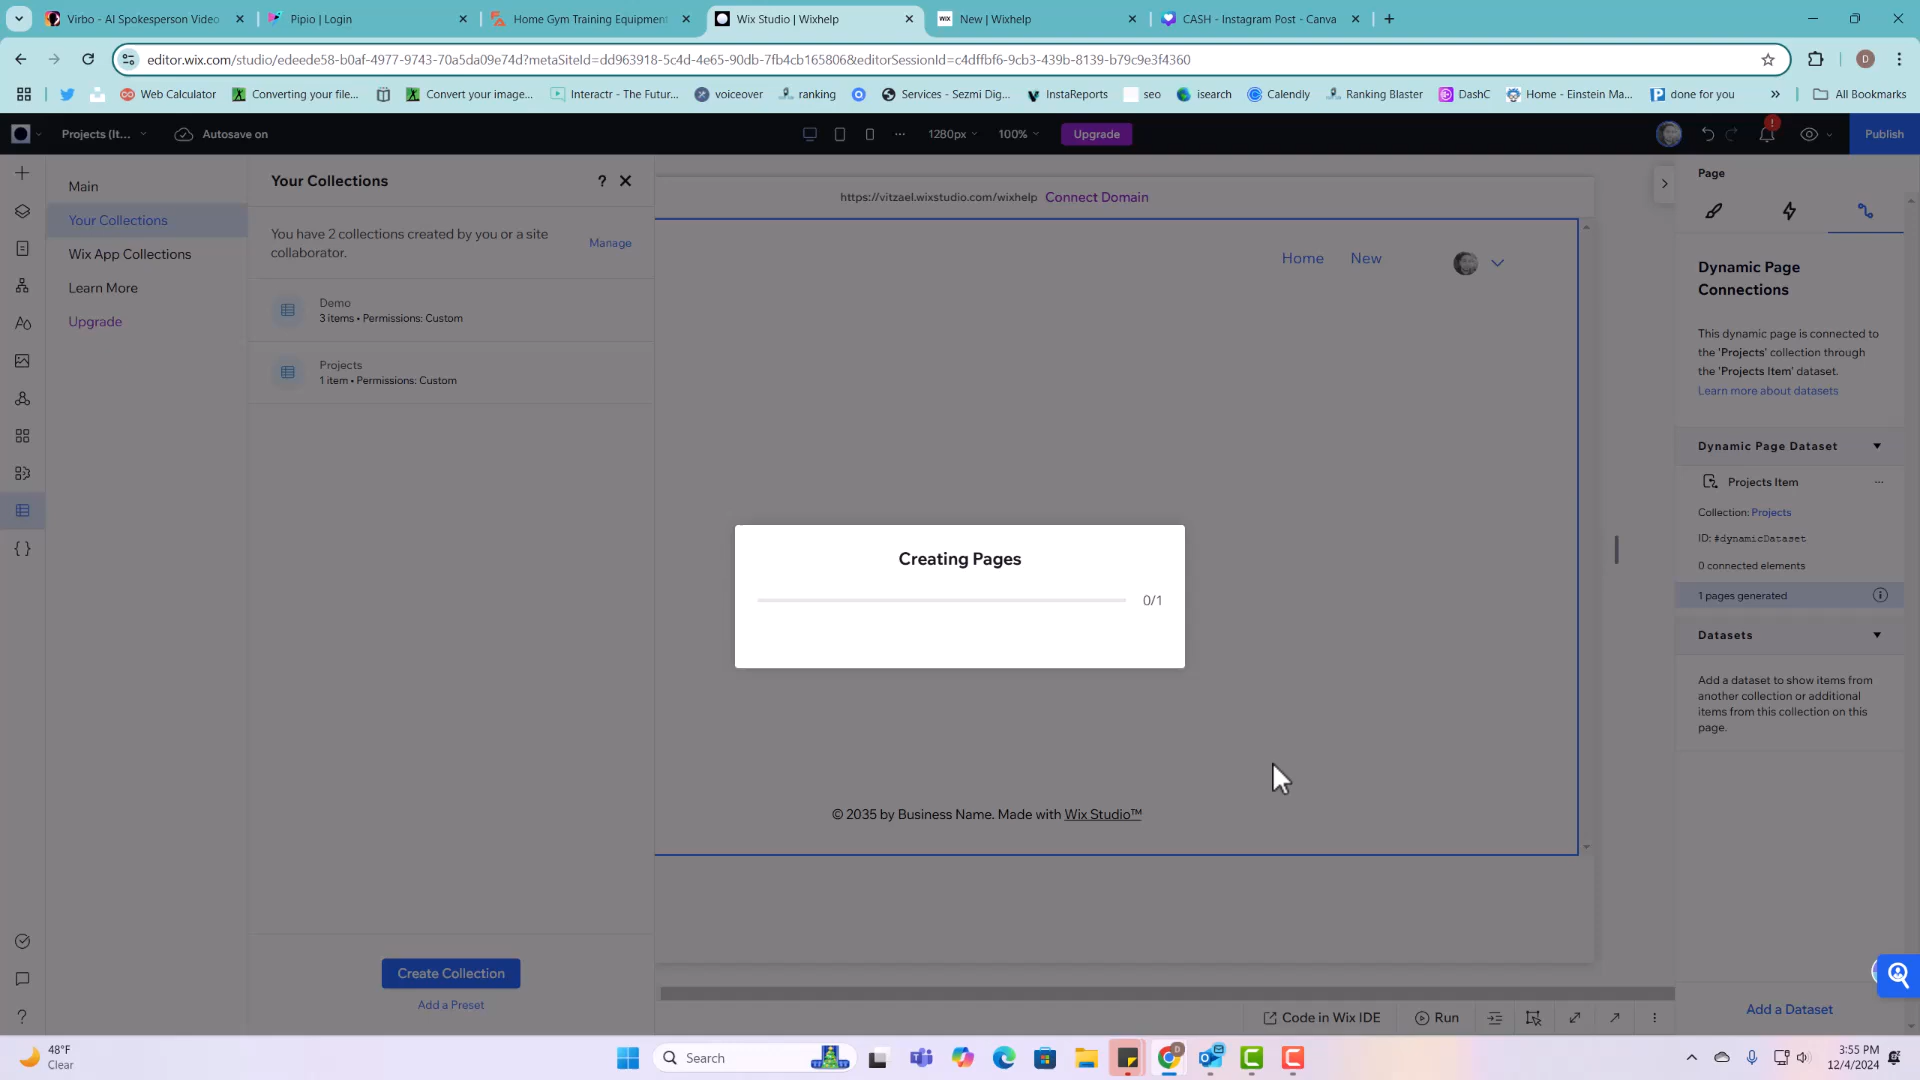 Virbo - AI Spokesperson Video
Pipio | Login
Home Gym Training Equipment
Wix Studio | Wixhelp
New | Wixhelp
CASH - Instagram Post - Canva
editor.wix.com/studio/edeede58-b0af-4977-9743-70a5da09e74d?metaSiteId=dd963918-5c4d-4e65-90db-7fb4cb165806&editorSessionId=c4dffbf6-9cb3-439b-8139-b79c9e3f4360
Web Calculator
Converting your file...
Convert your image...
Interactr - The Futur...
voiceover
ranking
Services - Sezmi Dig...
InstaReports
seo
isearch
Calendly
Ranking Blaster
DashC
Home - Einstein Ma...
done for you
All Bookmarks
Projects (It...
Autosave on
1280px
100%
Upgrade
Publish
Main
Your Collections
Wix App Collections
Learn More
Upgrade
Your Collections
You have 2 collections created by you or a site
collaborator.
Manage
Demo
3 items • Permissions: Custom
Projects
1 item • Permissions: Custom
Create Collection
Add a Preset
https://vitzael.wixstudio.com/wixhelp
Connect Domain
Home
New
Creating Pages
0/1
© 2035 by Business Name. Made with Wix Studio™
Code in Wix IDE
Run
Page
Dynamic Page
Connections
This dynamic page is connected to
the 'Projects' collection through
the 'Projects Item' dataset.
Learn more about datasets
Dynamic Page Dataset
Projects Item
Collection: Projects
ID: #dynamicDataset
0 connected elements
1 pages generated
Datasets
Add a dataset to show items from
another collection or additional
items from this collection on this
page.
Add a Dataset
48°F
Clear
Search
3:55 PM
12/4/2024